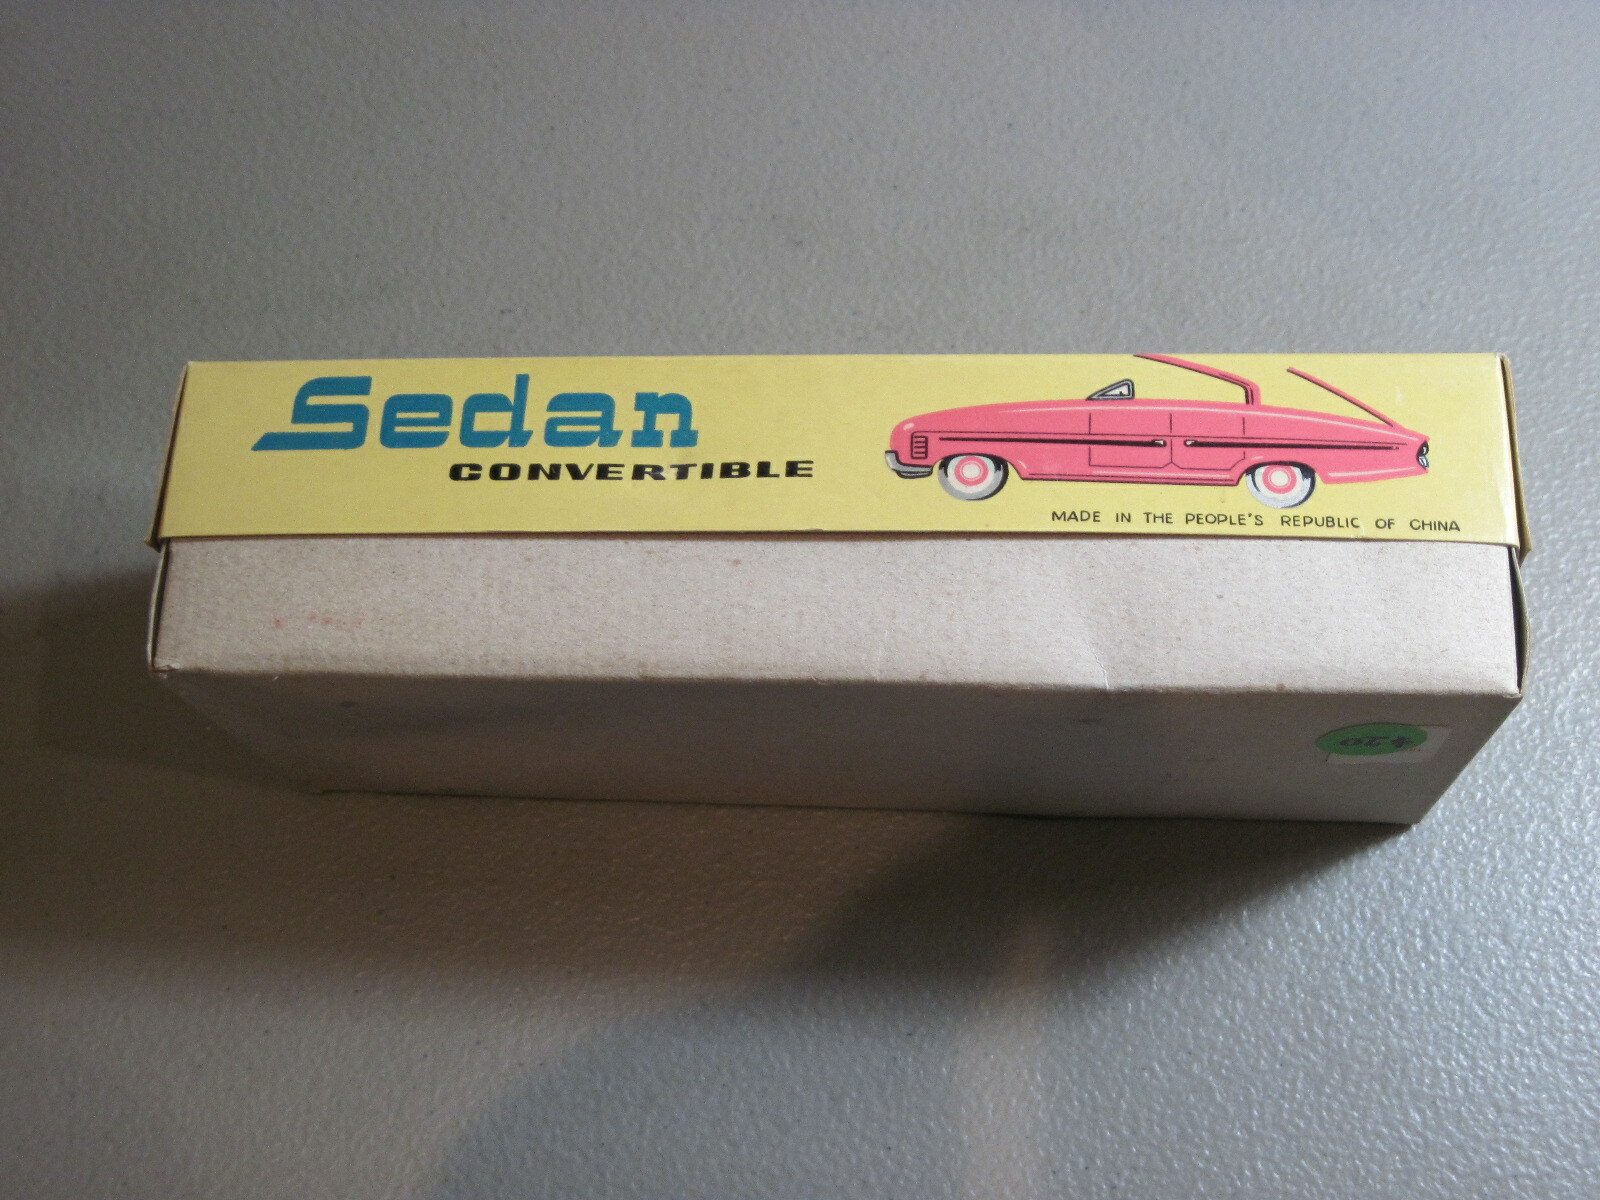 Sedan
CONVERTIBLE
MADE IN THE PEOPLE'S REPUBLIC OF CHINA